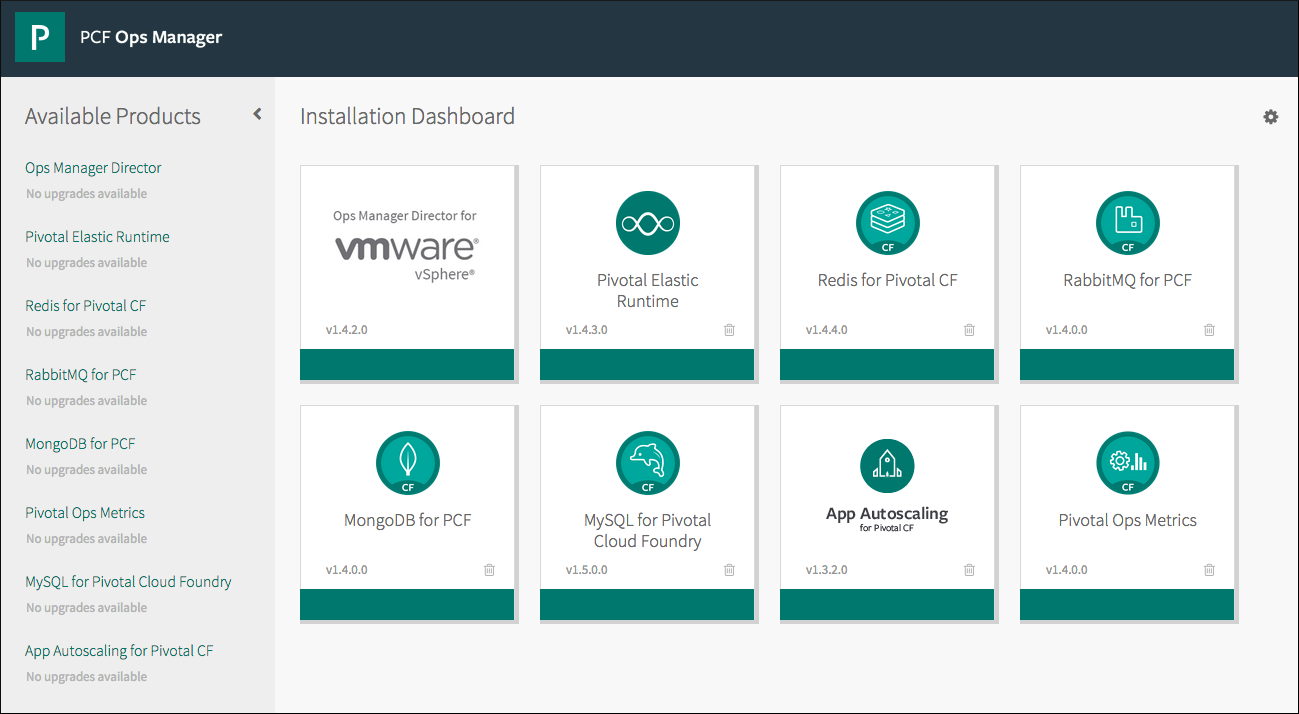 P
PCF Ops Manager
Available Products
Ops Manager Director
No upgrades available
Pivotal Elastic Runtime
No upgrades available
Redis for Pivotal CF
No upgrades available
RabbitMQ for PCF
No upgrades available
MongoDB for PCF
No upgrades available
Pivotal Ops Metrics
No upgrades available
MySQL for Pivotal Cloud Foundry
No upgrades available
App Autoscaling for Pivotal CF
No upgrades available
Installation Dashboard
Ops Manager Director for
vmware®
vSphere®
v1.4.2.0
Pivotal Elastic
Runtime
v1.4.3.0
CF
Redis for Pivotal CF
v1.4.4.0
CF
RabbitMQ for PCF
v1.4.0.0
CF
MongoDB for PCF
v1.4.0.0
CF
MySQL for Pivotal
Cloud Foundry
v1.5.0.0
App Autoscaling
for Pivotal CF
v1.3.2.0
CF
Pivotal Ops Metrics
v1.4.0.0